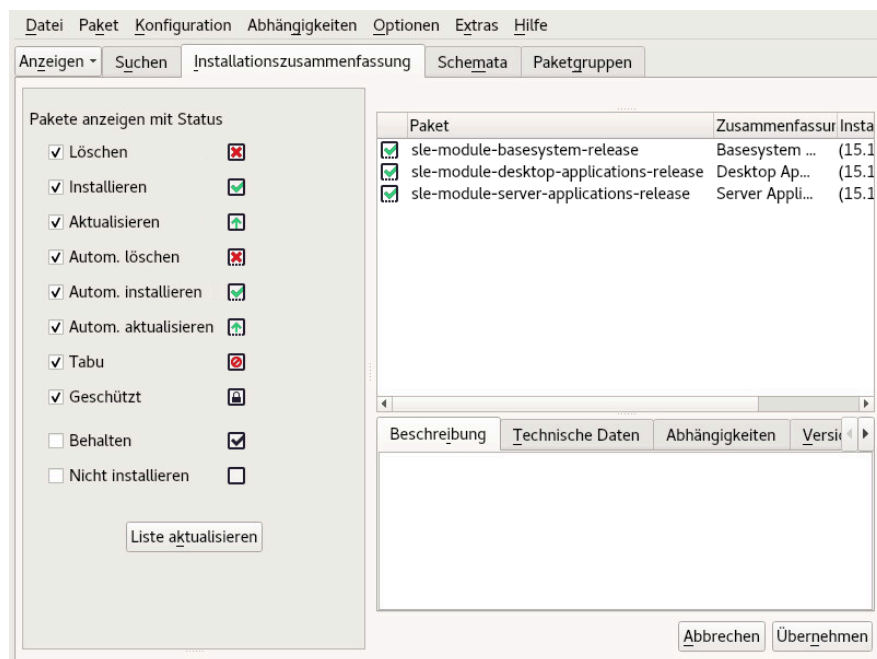 Datei Paket Konfiguration Abhängigkeiten Optionen Extras Hilfe
Anzeigen Suchen Installationszusammenfassung Schemata Paketgruppen
Pakete anzeigen mit Status
Löschen
Installieren
Aktualisieren
Autom. löschen
Autom. installieren
Autom. aktualisieren
Tabu
Geschützt
Behalten
Nicht installieren
Liste aktualisieren
Paket Zusammenfassur Insta
sle-module-basesystem-release Basesystem ... (15.1
sle-module-desktop-applications-release Desktop Ap... (15.1
sle-module-server-applications-release Server Appli... (15.1
Beschreibung Technische Daten Abhängigkeiten Versi
Abbrechen Übernehmen